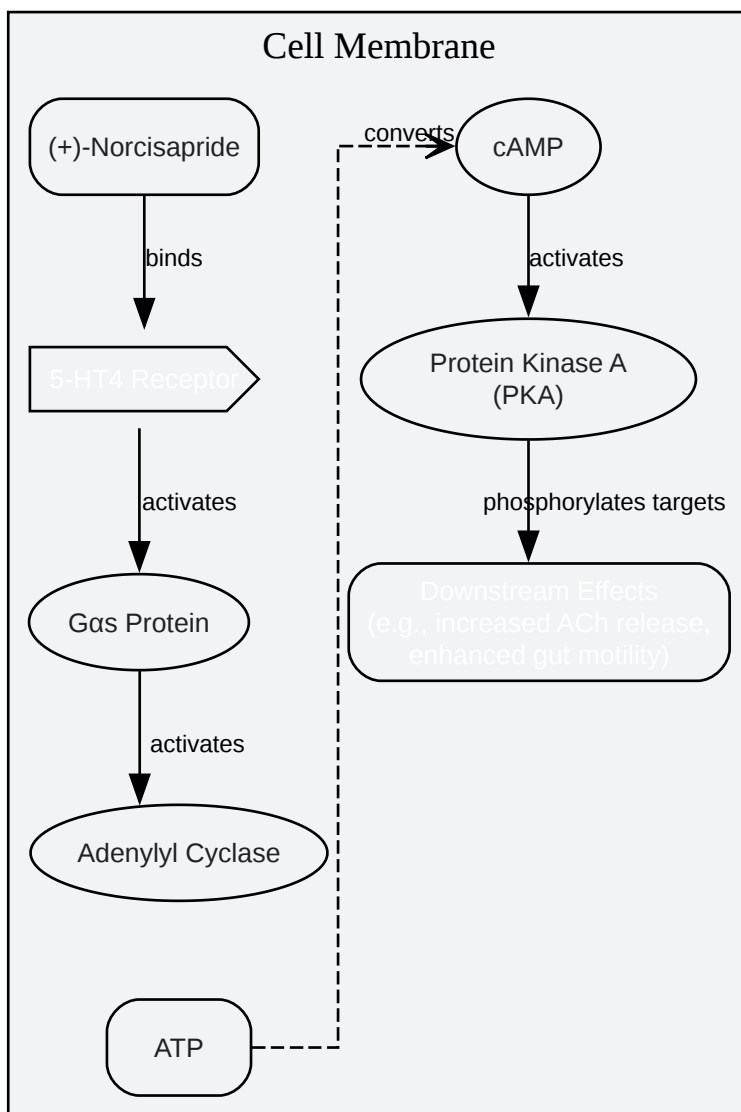 Cell Membrane
(+)-Norcisapride
binds
5-HT4 Receptor
activates
Gαs Protein
activates
Adenylyl Cyclase
ATP
converts
cAMP
activates
Protein Kinase A
(PKA)
phosphorylates targets
Downstream Effects
(e.g., increased ACh release,
enhanced gut motility)